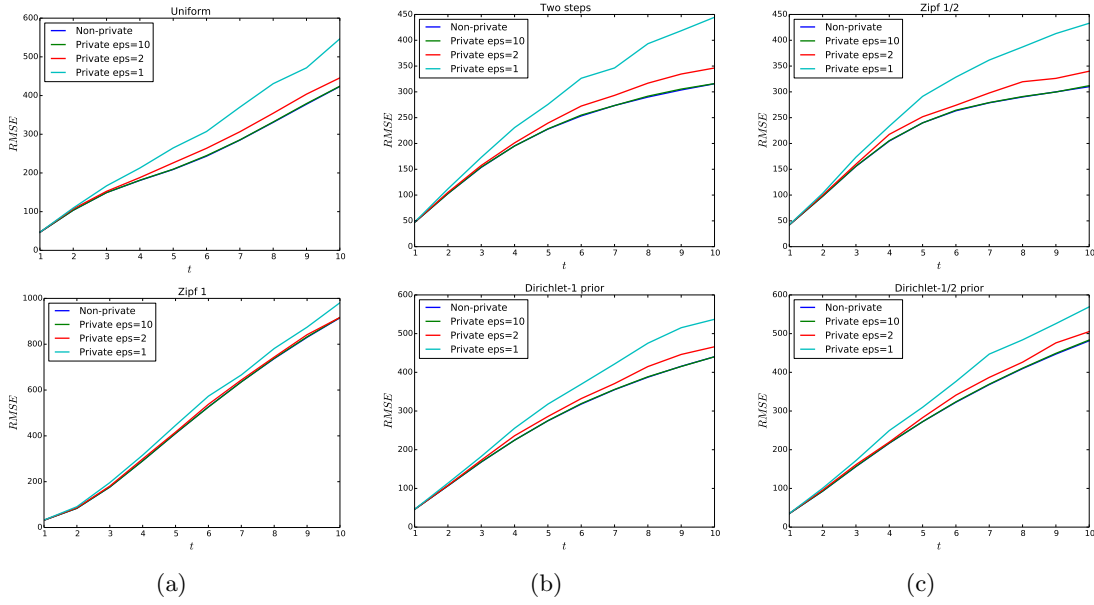 Uniform
600
500
400
300
200
100
0
RMSE
Non-private
Private eps=10
Private eps=2
Private eps=1
1 2 3 4 5 6 7 8 9 10
t
Two steps
450
400
350
300
250
200
150
100
50
0
RMSE
Non-private
Private eps=10
Private eps=2
Private eps=1
1 2 3 4 5 6 7 8 9 10
t
Zipf 1/2
450
400
350
300
250
200
150
100
50
0
RMSE
Non-private
Private eps=10
Private eps=2
Private eps=1
1 2 3 4 5 6 7 8 9 10
t
Zipf 1
1000
800
600
400
200
0
RMSE
Non-private
Private eps=10
Private eps=2
Private eps=1
1 2 3 4 5 6 7 8 9 10
t
Dirichlet-1 prior
600
500
400
300
200
100
0
RMSE
Non-private
Private eps=10
Private eps=2
Private eps=1
1 2 3 4 5 6 7 8 9 10
t
Dirichlet-1/2 prior
600
500
400
300
200
100
0
RMSE
Non-private
Private eps=10
Private eps=2
Private eps=1
1 2 3 4 5 6 7 8 9 10
t
(a) (b) (c)